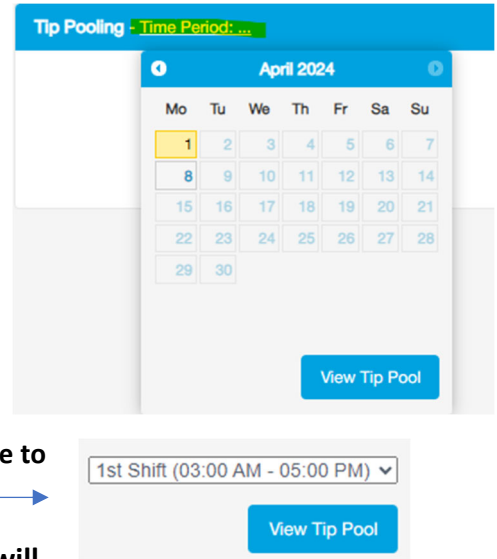 Tip Pooling - Time Period: ...
April 2024
Mo Tu We Th Fr Sa Su
1 2 3 4 5 6 7
8 9 10 11 12 13 14
15 16 17 18 19 20 21
22 23 24 25 26 27 28
29 30
View Tip Pool
e to
1st Shift (03:00 AM - 05:00 PM)
View Tip Pool
will